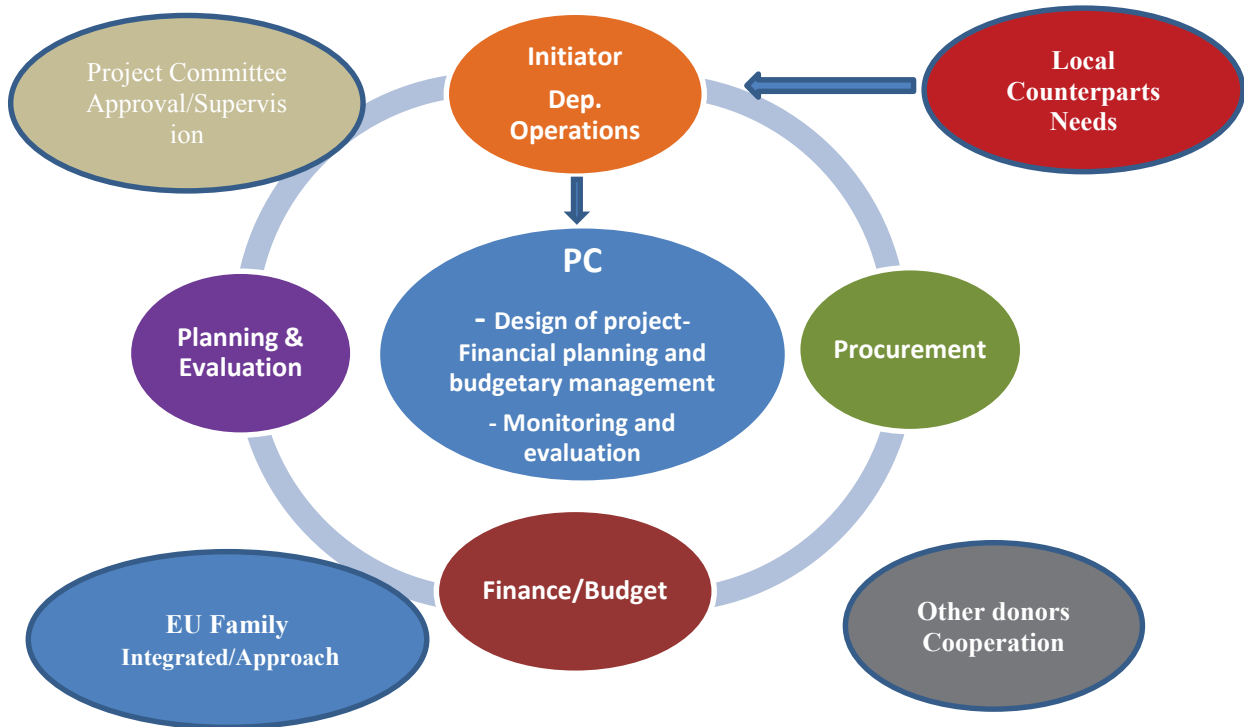 Project Committee
Approval/Supervis
ion
Initiator
Dep.
Operations
Local
Counterparts
Needs
PC
- Design of project-
Financial planning and
budgetary management
- Monitoring and
evaluation
Planning &
Evaluation
Procurement
Finance/Budget
EU Family
Integrated/Approach
Other donors
Cooperation